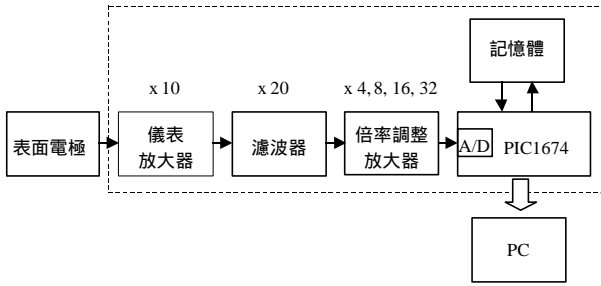 記憶體
x 10
x 20
x 4, 8, 16, 32
表面電極
儀表
放大器
濾波器
倍率調整
放大器
A/D
PIC1674
PC